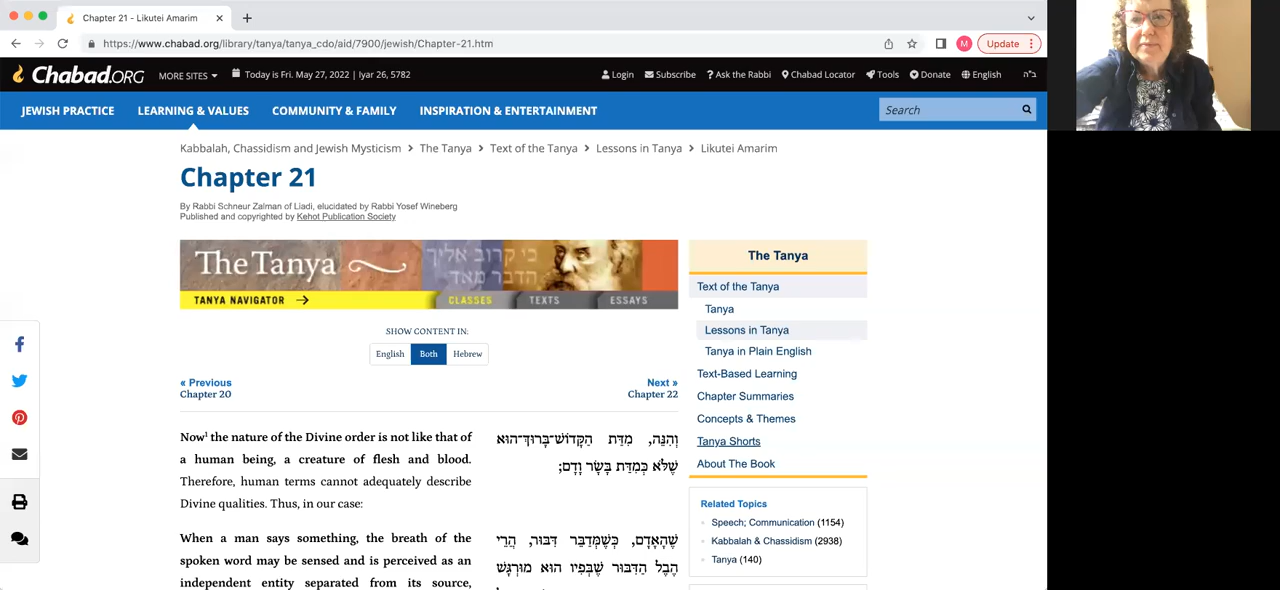 Chapter 21 - Likutei Amarim
https://www.chabad.org/library/tanya/tanya_cdo/aid/7900/jewish/Chapter-21.htm
M
Update
Chabad.ORG
MORE SITES
Today is Fri. May 27, 2022 | Iyar 26, 5782
Login
Subscribe
Ask the Rabbi
Chabad Locator
Tools
Donate
English
ב"ה
JEWISH PRACTICE
LEARNING & VALUES
COMMUNITY & FAMILY
INSPIRATION & ENTERTAINMENT
Search
Kabbalah, Chassidism and Jewish Mysticism > The Tanya > Text of the Tanya > Lessons in Tanya > Likutei Amarim
Chapter 21
By Rabbi Schneur Zalman of Liadi, elucidated by Rabbi Yosef Wineberg
Published and copyrighted by Kehot Publication Society
The Tanya
כי קרוב אליך
הדבר מאד
TANYA NAVIGATOR
CLASSES
TEXTS
ESSAYS
SHOW CONTENT IN:
English
Both
Hebrew
« Previous
Chapter 20
Next »
Chapter 22
Now1 the nature of the Divine order is not like that of
a human being, a creature of flesh and blood.
Therefore, human terms cannot adequately describe
Divine qualities. Thus, in our case:
וְהִנֵּה, מִדַּת הַקָּדוֹשׁ־בָּרוּךְ־הוּא
שֶׁלֹּא כְּמִדַּת בָּשָׂר וָדָם;
When a man says something, the breath of the
spoken word may be sensed and is perceived as an
independent entity separated from its source,
שֶׁהָאָדָם, כְּשֶׁמְּדַבֵּר דִּבּוּר, הֲרֵי
הֶבֶל הַדִּבּוּר שֶׁבְּפִיו הוּא מוּרְגָּשׁ
The Tanya
Text of the Tanya
Tanya
Lessons in Tanya
Tanya in Plain English
Text-Based Learning
Chapter Summaries
Concepts & Themes
Tanya Shorts
About The Book
Related Topics
Speech; Communication (1154)
Kabbalah & Chassidism (2938)
Tanya (140)